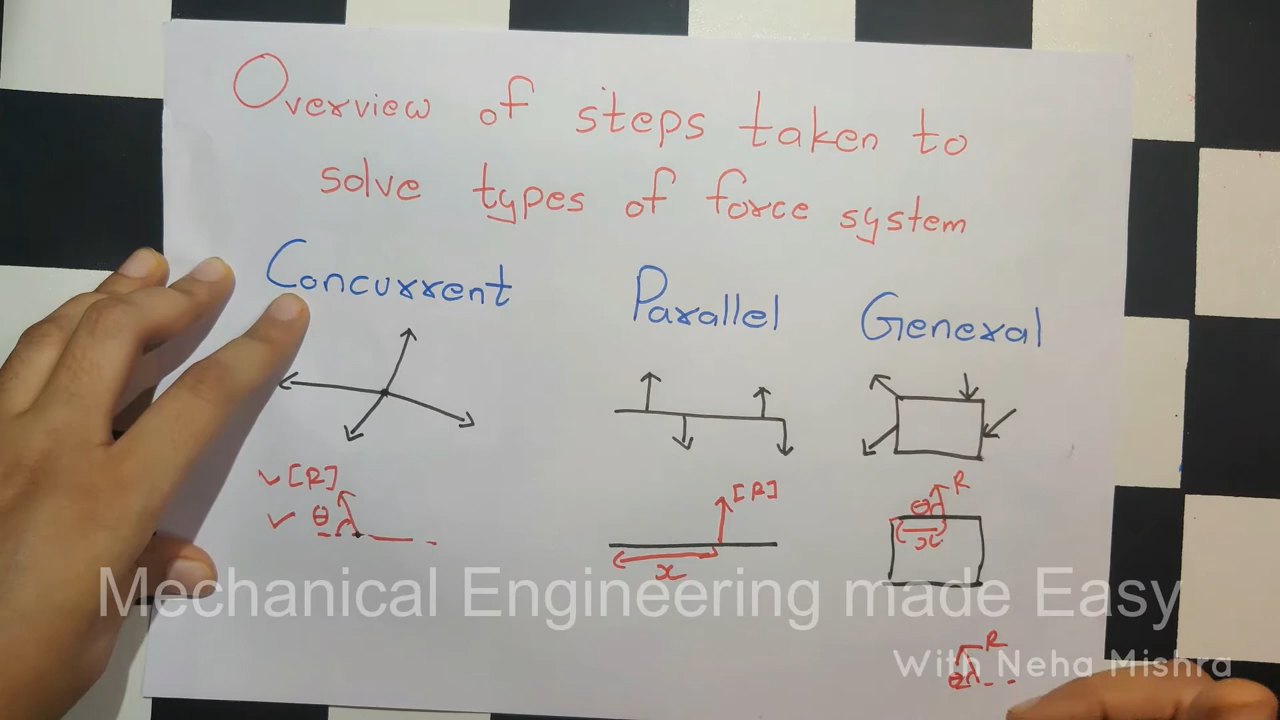 Overview of steps taken to
solve types of force system
Concurrent Parallel General
✓ [R]
✓ θ
[R]
x
R
θ
x
R
θ
Mechanical Engineering made Easy
With Neha Mishra